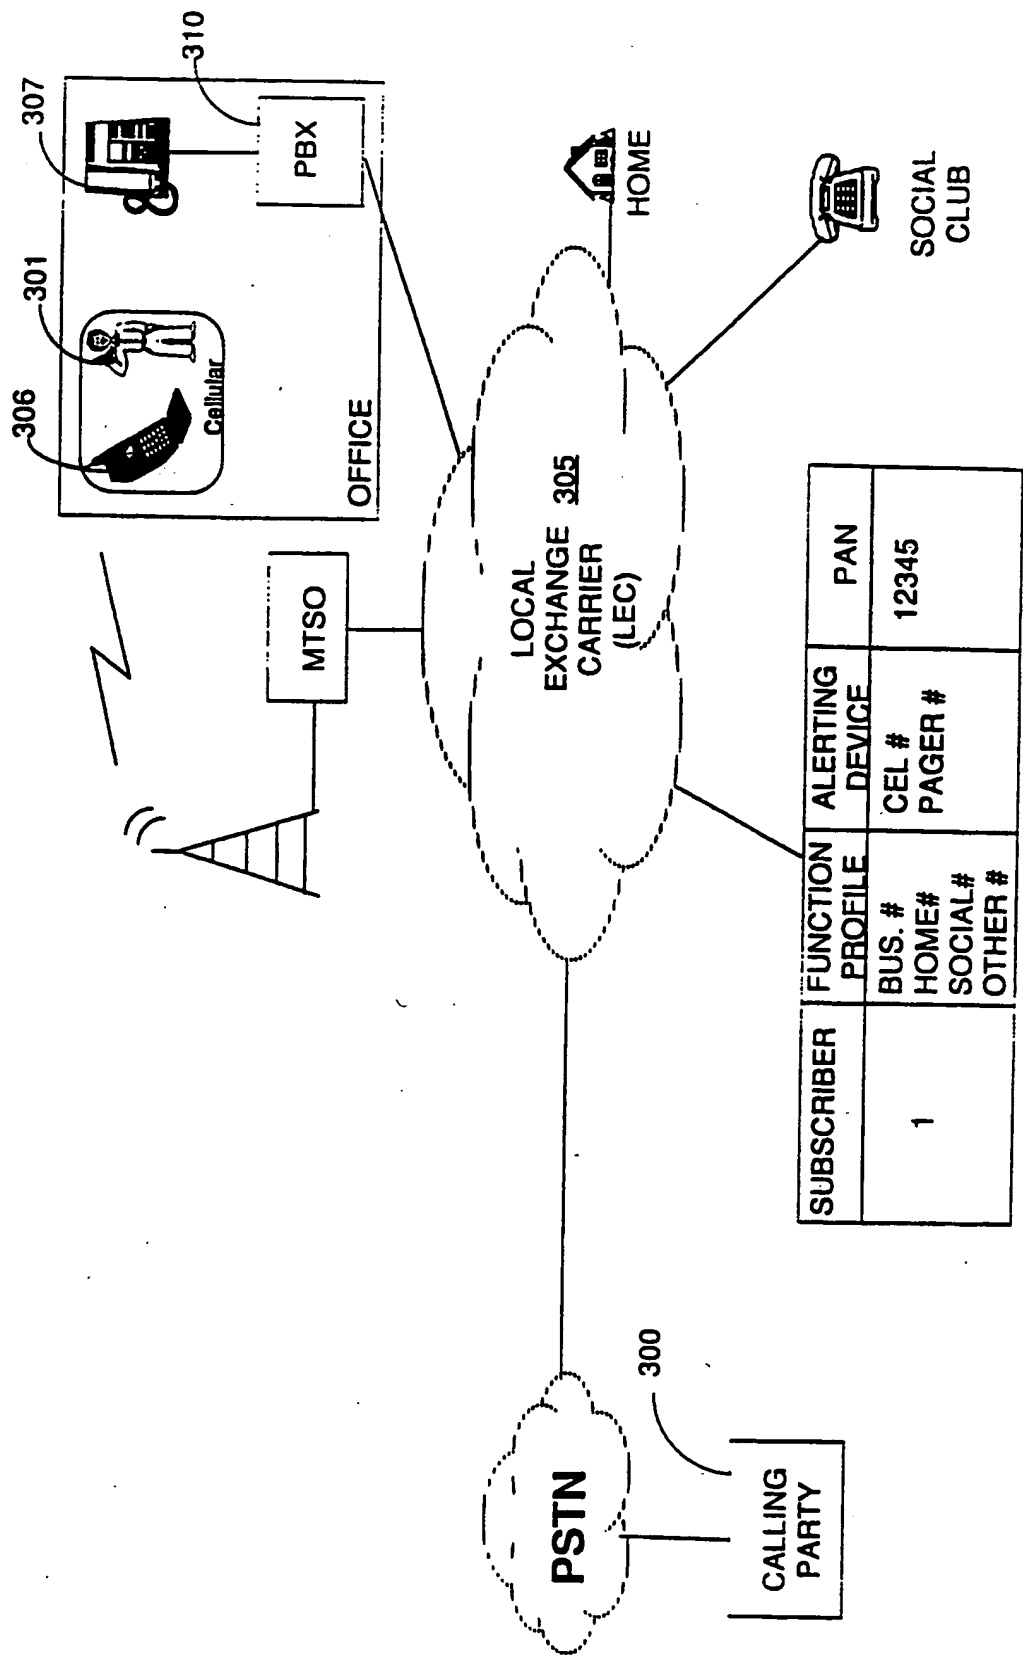 306
301
307
310
Cellular
OFFICE
PBX
MTSO
LOCAL
EXCHANGE 305
CARRIER
(LEC)
HOME
SOCIAL
CLUB
PSTN
300
CALLING
PARTY
SUBSCRIBER
FUNCTION
PROFILE
ALERTING
DEVICE
PAN
1
BUS. #
HOME#
SOCIAL#
OTHER #
CEL #
PAGER #
12345